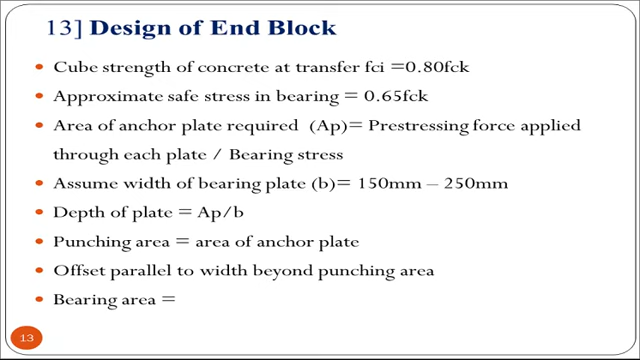 13] Design of End Block
Cube strength of concrete at transfer fci =0.80fck
Approximate safe stress in bearing = 0.65fck
Area of anchor plate required (Ap)= Prestressing force applied
through each plate / Bearing stress
Assume width of bearing plate (b)= 150mm – 250mm
Depth of plate = Ap/b
Punching area = area of anchor plate
Offset parallel to width beyond punching area
Bearing area =
13